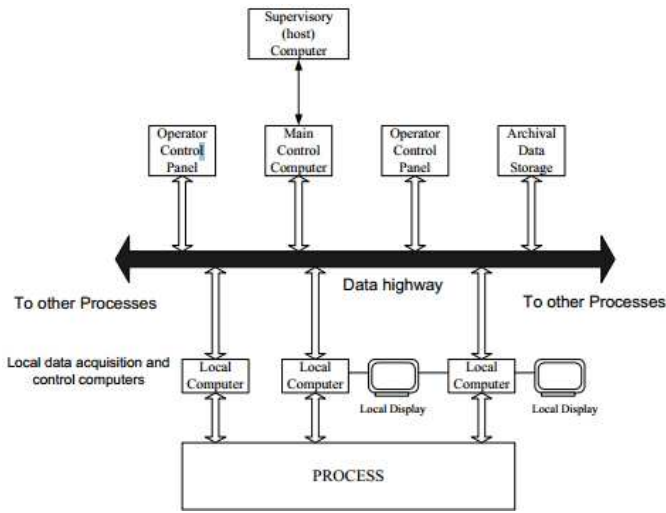 Supervisory
(host)
Computer
Operator
Control
Panel
Main
Control
Computer
Operator
Control
Panel
Archival
Data
Storage
Data highway
To other Processes
To other Processes
Local data acquisition and
control computers
Local
Computer
Local
Computer
Local Display
Local
Computer
Local Display
PROCESS